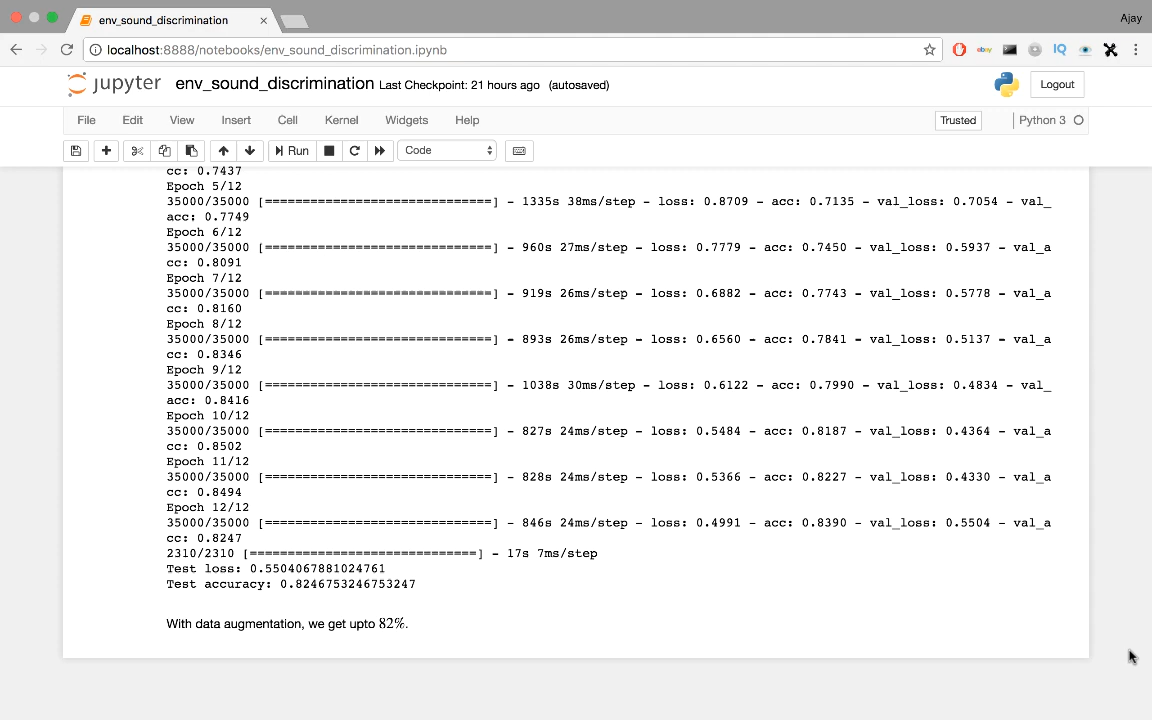 env_sound_discrimination
Ajay
localhost:8888/notebooks/env_sound_discrimination.ipynb
ebay
IQ
jupyter env_sound_discrimination Last Checkpoint: 21 hours ago (autosaved)
Logout
File Edit View Insert Cell Kernel Widgets Help
Trusted
Python 3
Run
Code
cc: 0.7437
Epoch 5/12
35000/35000 [==============================] - 1335s 38ms/step - loss: 0.8709 - acc: 0.7135 - val_loss: 0.7054 - val_
acc: 0.7749
Epoch 6/12
35000/35000 [==============================] - 960s 27ms/step - loss: 0.7779 - acc: 0.7450 - val_loss: 0.5937 - val_a
cc: 0.8091
Epoch 7/12
35000/35000 [==============================] - 919s 26ms/step - loss: 0.6882 - acc: 0.7743 - val_loss: 0.5778 - val_a
cc: 0.8160
Epoch 8/12
35000/35000 [==============================] - 893s 26ms/step - loss: 0.6560 - acc: 0.7841 - val_loss: 0.5137 - val_a
cc: 0.8346
Epoch 9/12
35000/35000 [==============================] - 1038s 30ms/step - loss: 0.6122 - acc: 0.7990 - val_loss: 0.4834 - val_
acc: 0.8416
Epoch 10/12
35000/35000 [==============================] - 827s 24ms/step - loss: 0.5484 - acc: 0.8187 - val_loss: 0.4364 - val_a
cc: 0.8502
Epoch 11/12
35000/35000 [==============================] - 828s 24ms/step - loss: 0.5366 - acc: 0.8227 - val_loss: 0.4330 - val_a
cc: 0.8494
Epoch 12/12
35000/35000 [==============================] - 846s 24ms/step - loss: 0.4991 - acc: 0.8390 - val_loss: 0.5504 - val_a
cc: 0.8247
2310/2310 [==============================] - 17s 7ms/step
Test loss: 0.5504067881024761
Test accuracy: 0.8246753246753247
With data augmentation, we get upto 82%.